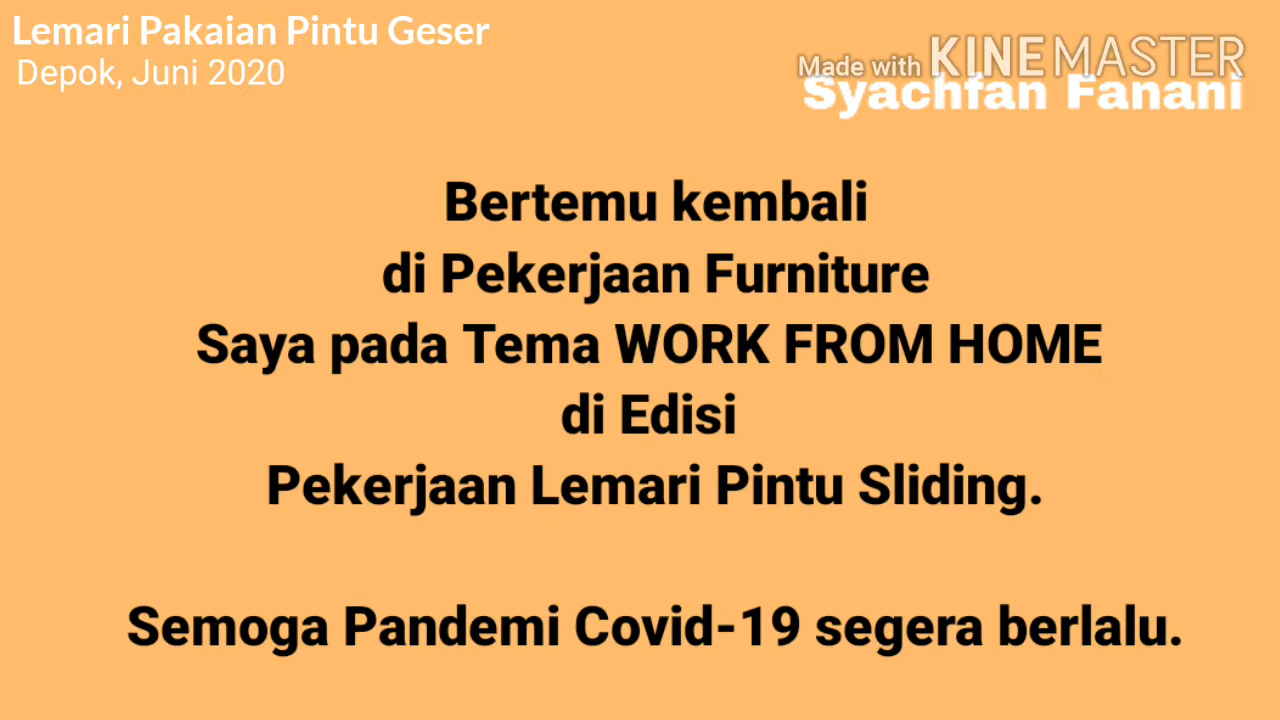 Lemari Pakaian Pintu Geser
Depok, Juni 2020
Made with KINEMASTER
Syachfan Fanani
Bertemu kembali
di Pekerjaan Furniture
Saya pada Tema WORK FROM HOME
di Edisi
Pekerjaan Lemari Pintu Sliding.
Semoga Pandemi Covid-19 segera berlalu.